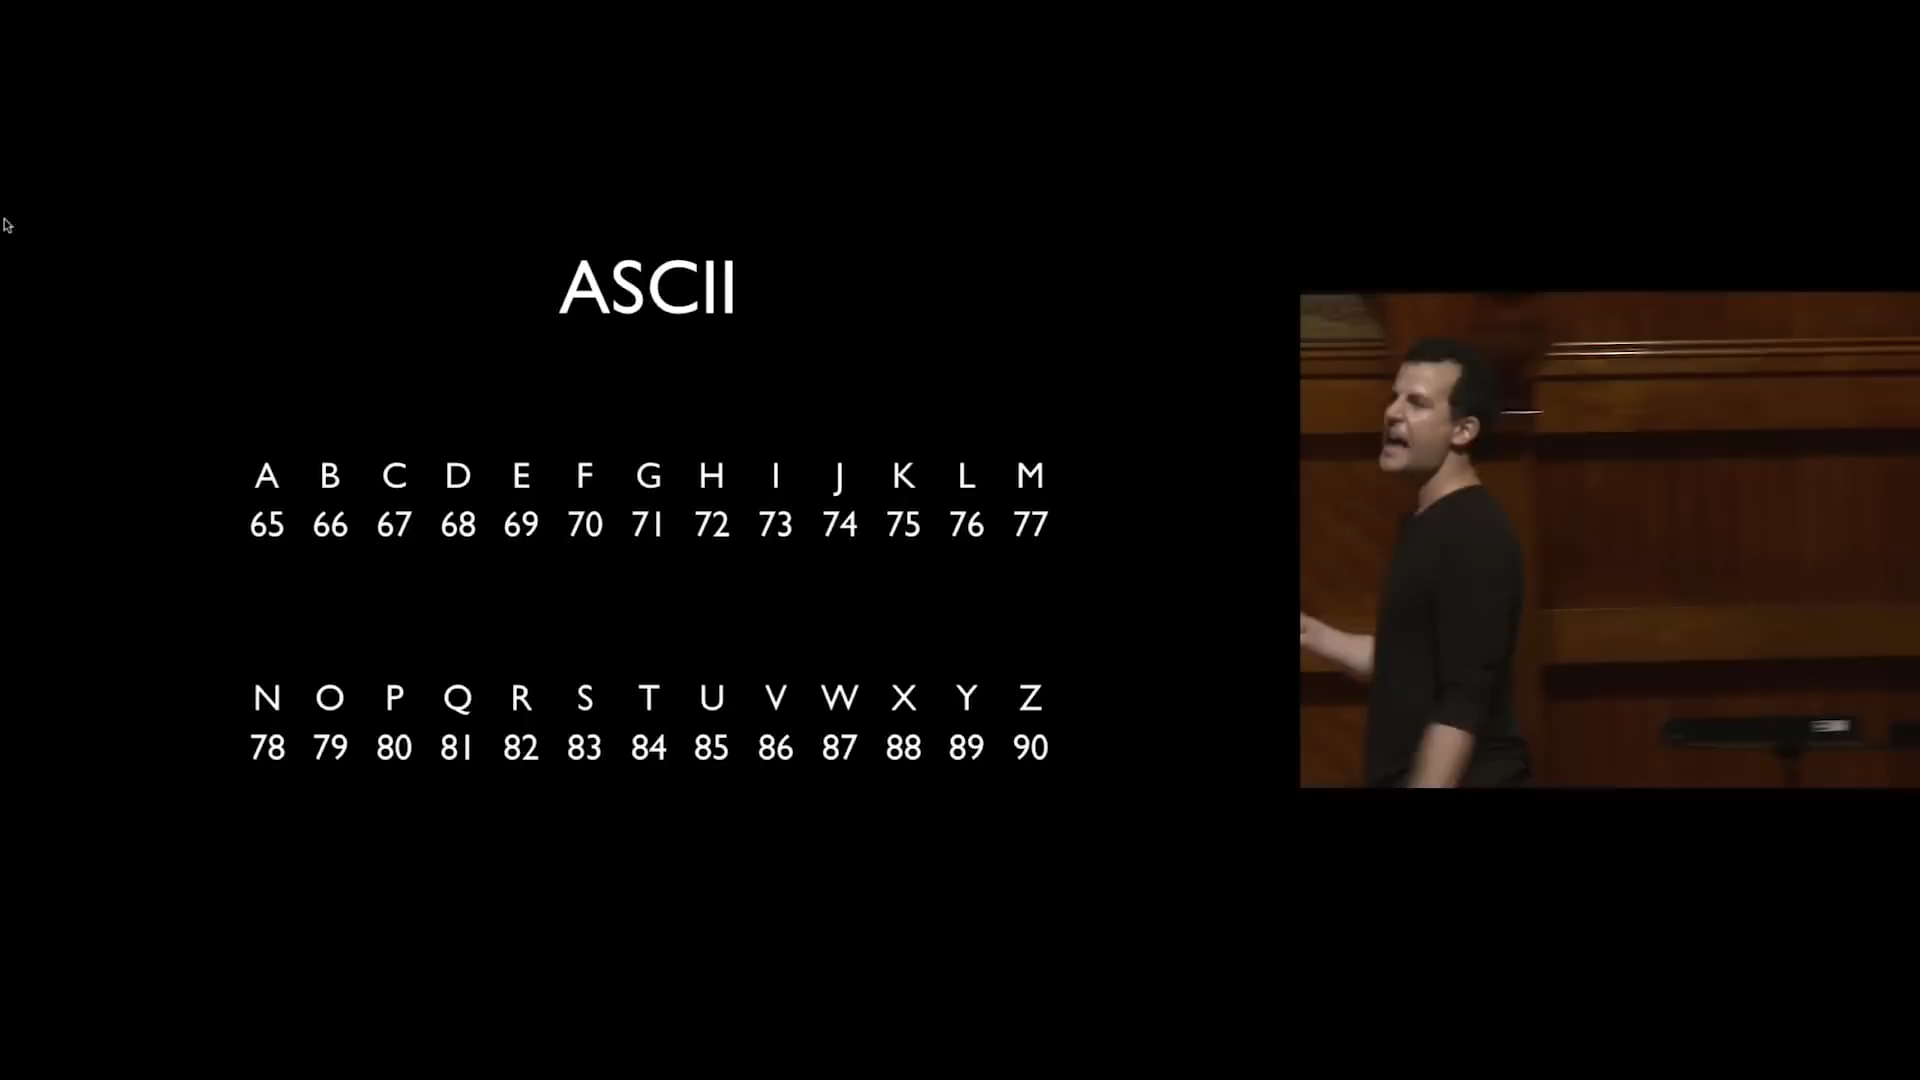 ASCII
A B C D E F G H I J K L M
65 66 67 68 69 70 71 72 73 74 75 76 77
N O P Q R S T U V W X Y Z
78 79 80 81 82 83 84 85 86 87 88 89 90